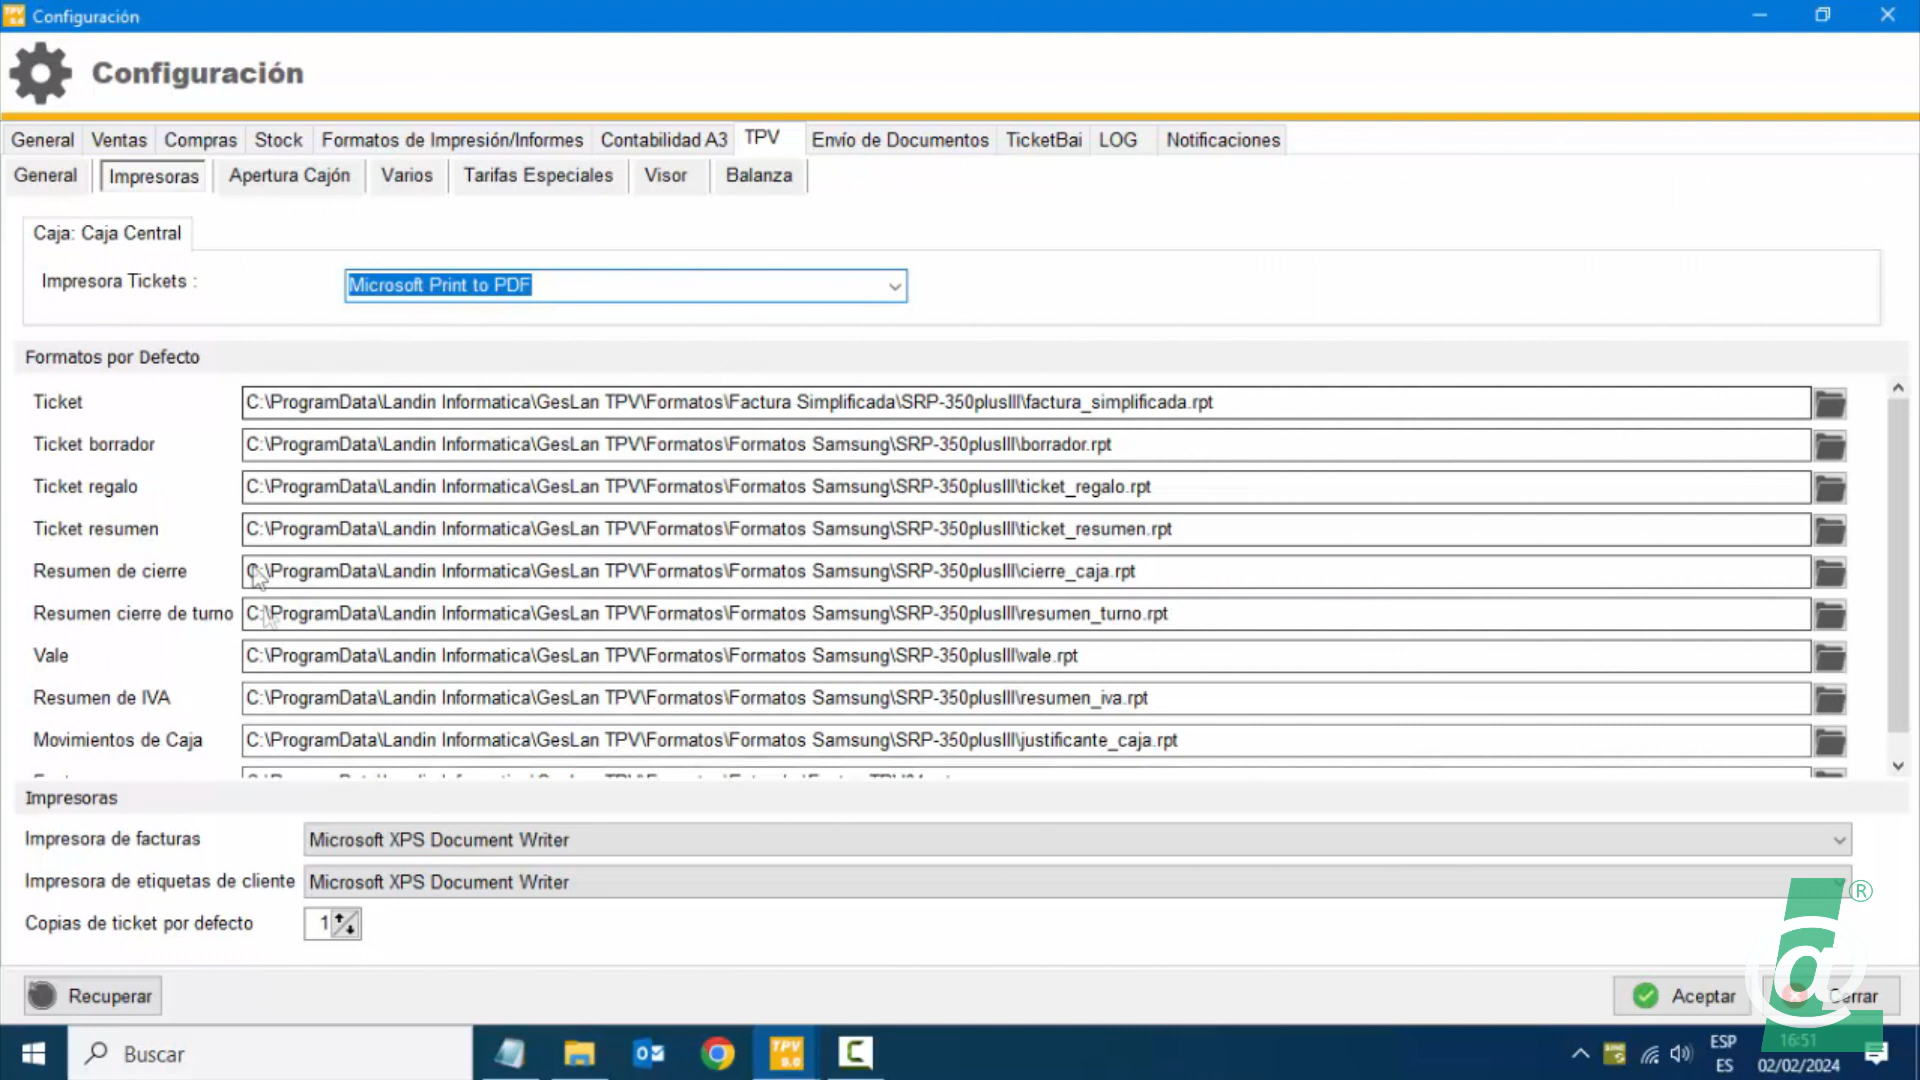 TPV
Configuración
Configuración
General Ventas Compras Stock Formatos de Impresión/Informes Contabilidad A3 TPV Envío de Documentos TicketBai LOG Notificaciones
General Impresoras Apertura Cajón Varios Tarifas Especiales Visor Balanza
Caja: Caja Central
Impresora Tickets : Microsoft Print to PDF
Formatos por Defecto
Ticket C:\ProgramData\Landin Informatica\GesLan TPV\Formatos\Factura Simplificada\SRP-350plusIII\factura_simplificada.rpt
Ticket borrador C:\ProgramData\Landin Informatica\GesLan TPV\Formatos\Formatos Samsung\SRP-350plusIII\borrador.rpt
Ticket regalo C:\ProgramData\Landin Informatica\GesLan TPV\Formatos\Formatos Samsung\SRP-350plusIII\ticket_regalo.rpt
Ticket resumen C:\ProgramData\Landin Informatica\GesLan TPV\Formatos\Formatos Samsung\SRP-350plusIII\ticket_resumen.rpt
Resumen de cierre C:\ProgramData\Landin Informatica\GesLan TPV\Formatos\Formatos Samsung\SRP-350plusIII\cierre_caja.rpt
Resumen cierre de turno C:\ProgramData\Landin Informatica\GesLan TPV\Formatos\Formatos Samsung\SRP-350plusIII\resumen_turno.rpt
Vale C:\ProgramData\Landin Informatica\GesLan TPV\Formatos\Formatos Samsung\SRP-350plusIII\vale.rpt
Resumen de IVA C:\ProgramData\Landin Informatica\GesLan TPV\Formatos\Formatos Samsung\SRP-350plusIII\resumen_iva.rpt
Movimientos de Caja C:\ProgramData\Landin Informatica\GesLan TPV\Formatos\Formatos Samsung\SRP-350plusIII\justificante_caja.rpt
Impresoras
Impresora de facturas Microsoft XPS Document Writer
Impresora de etiquetas de cliente Microsoft XPS Document Writer
®
Copias de ticket por defecto 1
@
Recuperar Aceptar Cerrar
Buscar
TPV
ESP
ES
16:51
02/02/2024